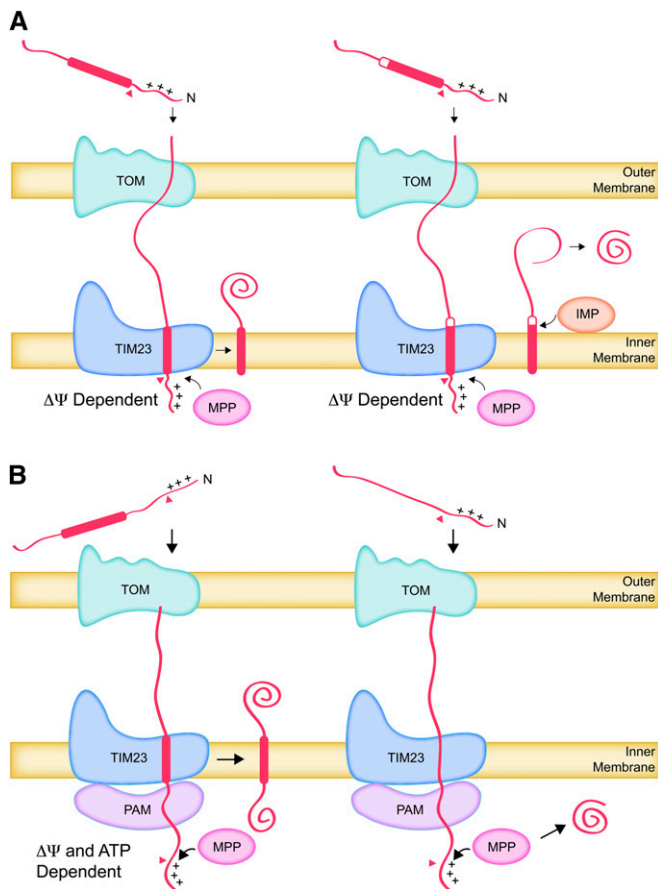 A
+++
N
+++
N
TOM
TOM
Outer
Membrane
TIM23
TIM23
IMP
Inner
Membrane
+++
+++
ΔΨ Dependent
MPP
ΔΨ Dependent
MPP
B
+++
N
+++
N
TOM
TOM
Outer
Membrane
TIM23
TIM23
Inner
Membrane
PAM
PAM
ΔΨ and ATP
Dependent
MPP
MPP
+++
+++